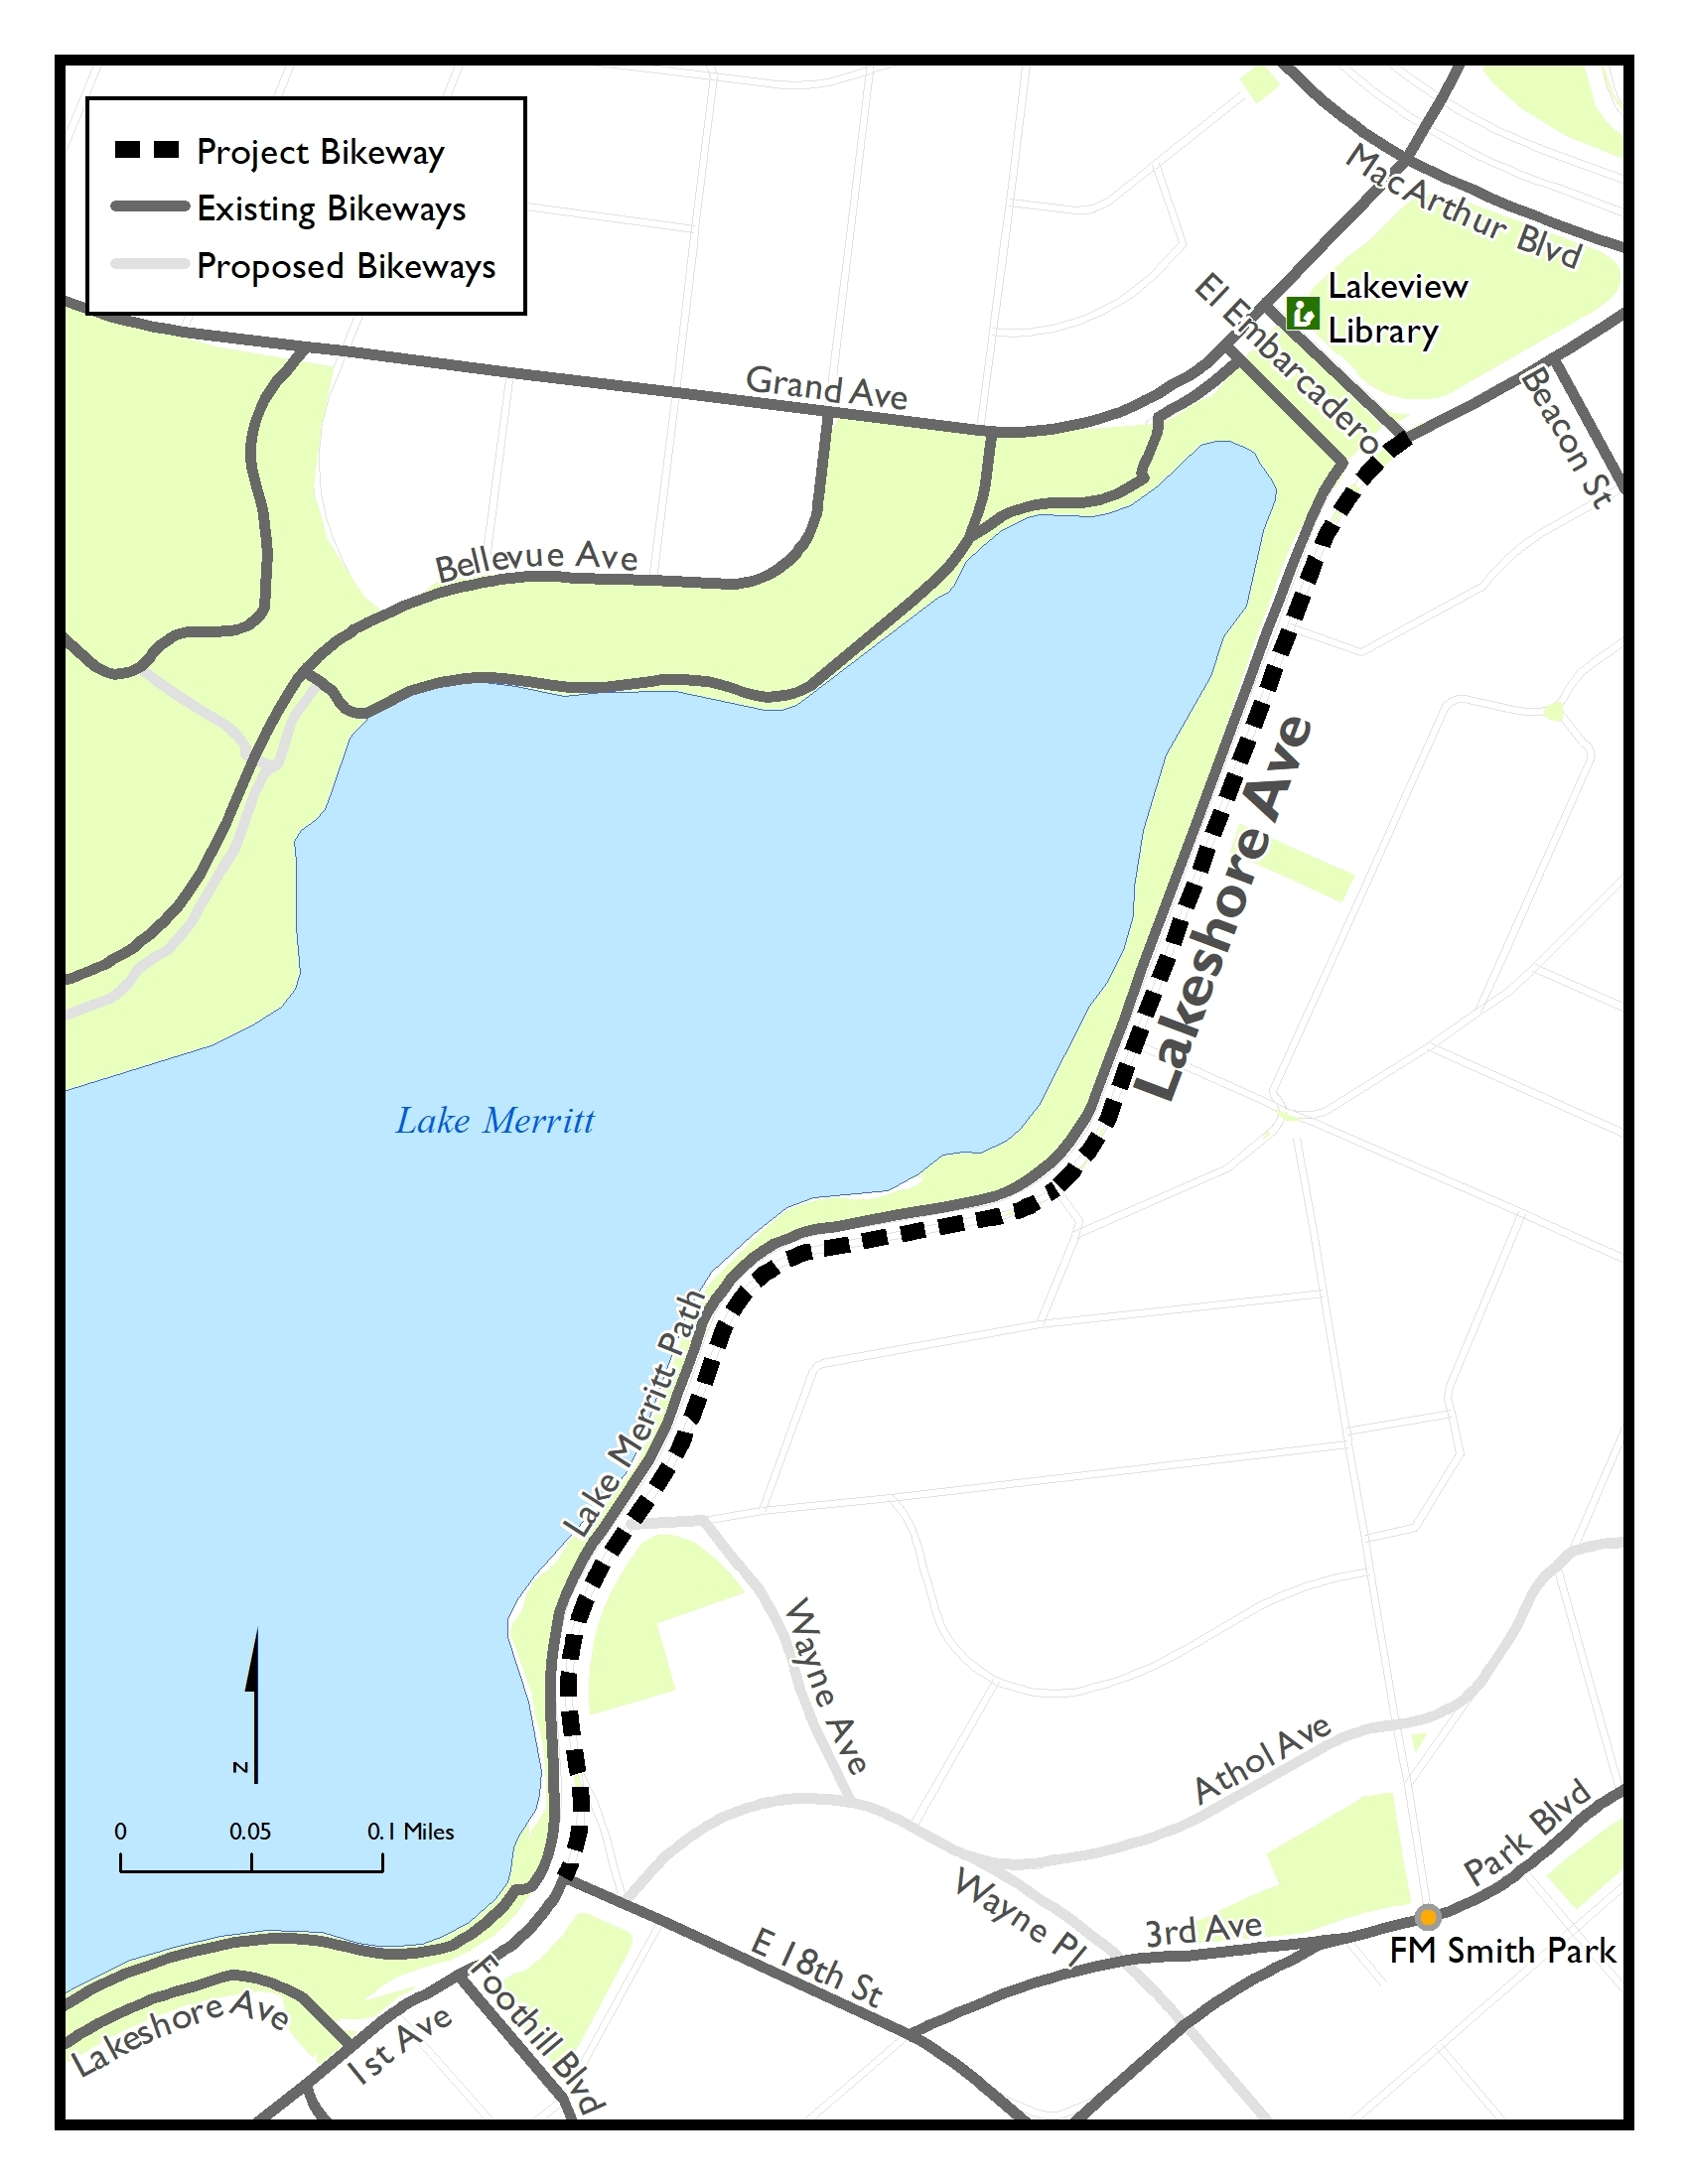 Project Bikeway
Existing Bikeways
Proposed Bikeways
MacArthur Blvd
Lakeview
Library
El Embarcadero
Beacon St
Grand Ave
Bellevue Ave
Lakeshore Ave
Lake Merritt
Lake Merritt Path
Wayne Ave
Athol Ave
Park Blvd
N
0 0.05 0.1 Miles
Wayne Pl
3rd Ave
FM Smith Park
E 18th St
Foothill Blvd
Lakeshore Ave
1st Ave